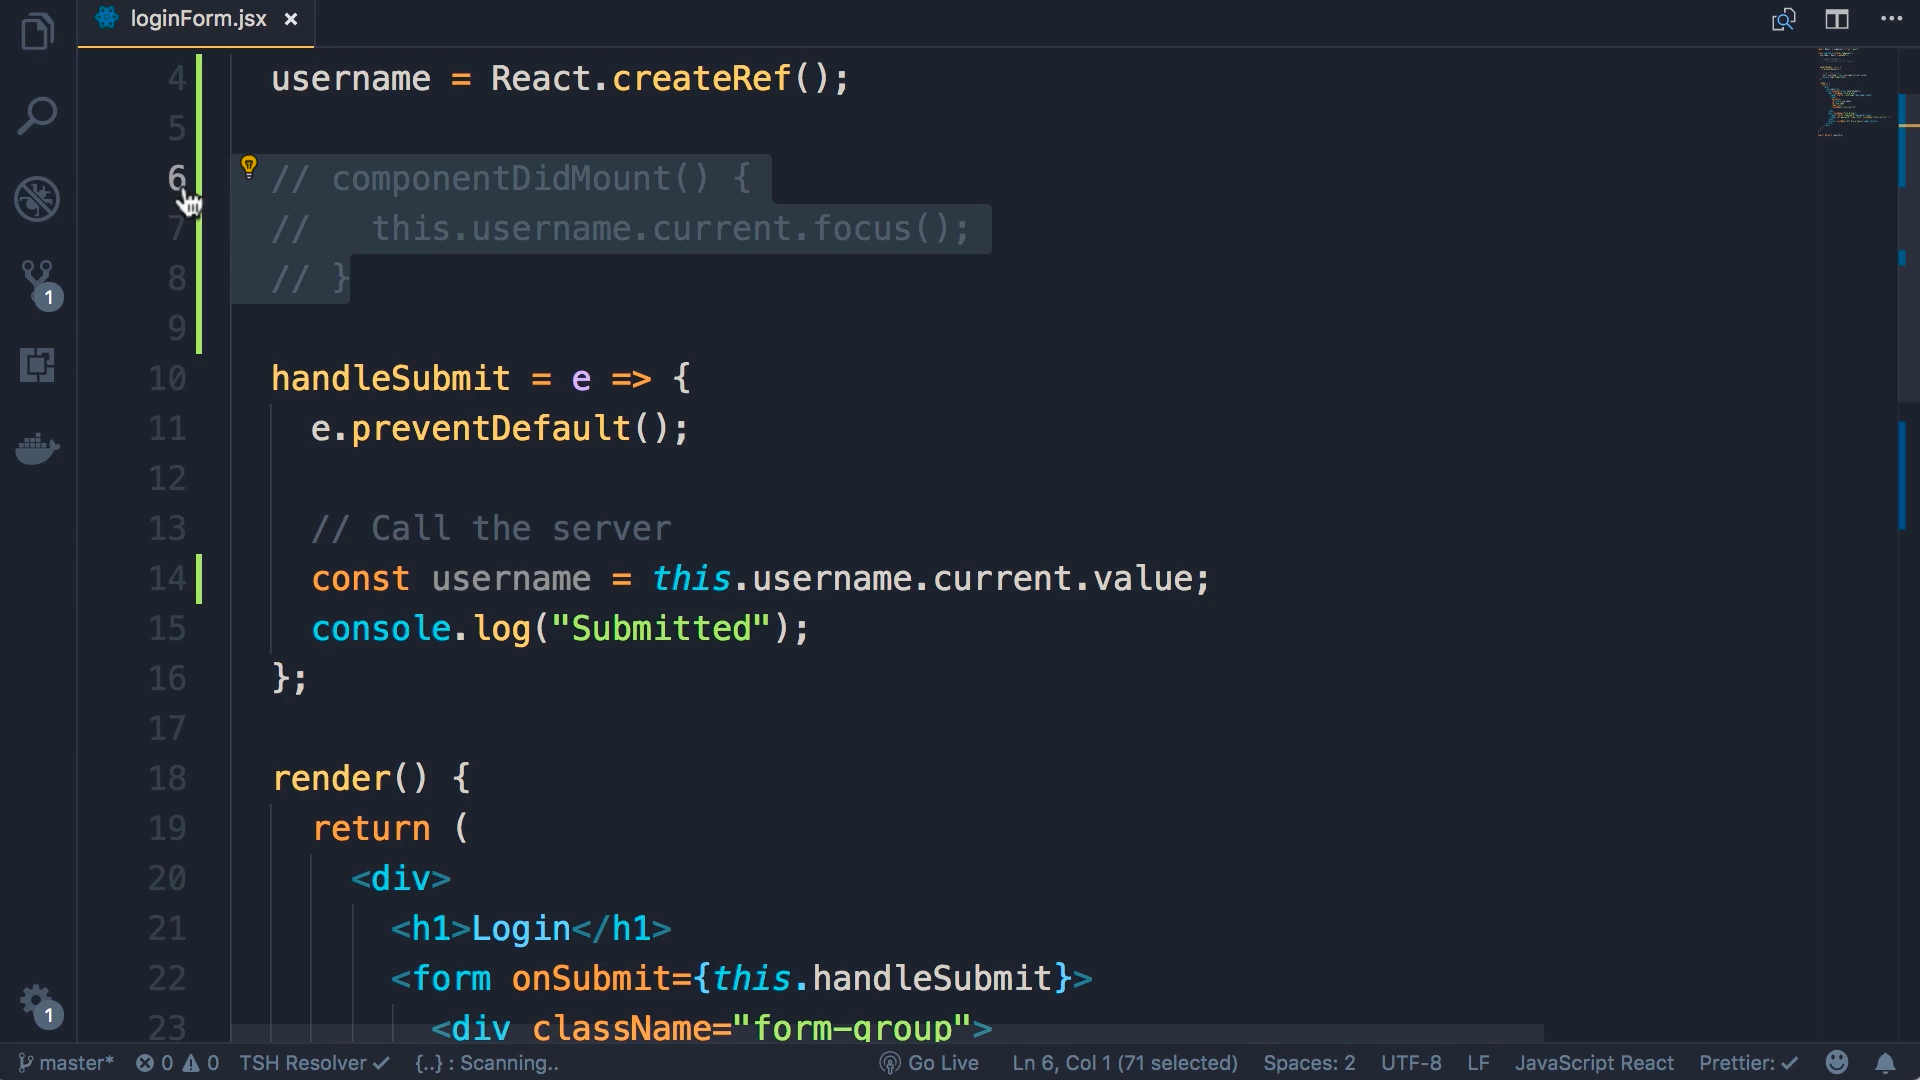 loginForm.jsx ×
4 username = React.createRef();
5
6 // componentDidMount() {
7 //   this.username.current.focus();
8 // }
9
10 handleSubmit = e => {
11   e.preventDefault();
12
13   // Call the server
14   const username = this.username.current.value;
15   console.log("Submitted");
16 };
17
18 render() {
19   return (
20     <div>
21       <h1>Login</h1>
22       <form onSubmit={this.handleSubmit}>
23         <div className="form-group">
1
1
master* 0 0 TSH Resolver ✓ {..} : Scanning.. Go Live Ln 6, Col 1 (71 selected) Spaces: 2 UTF-8 LF JavaScript React Prettier: ✓